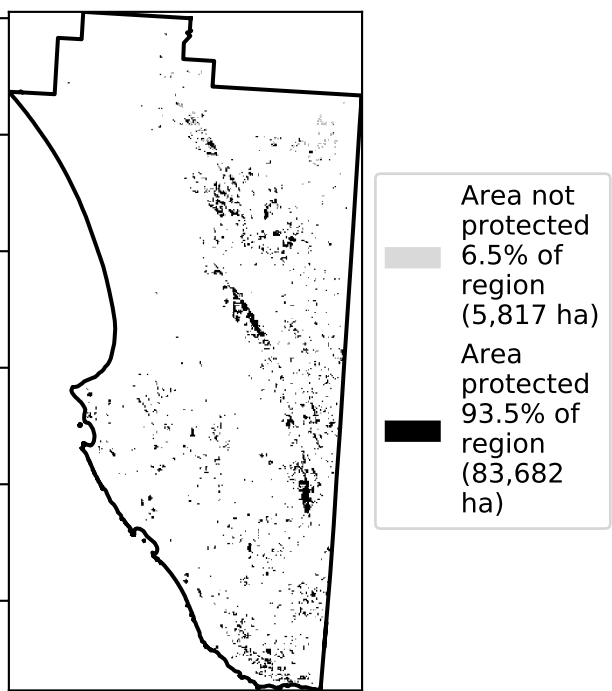 Area not
protected
6.5% of
region
(5,817 ha)
Area
protected
93.5% of
region
(83,682
ha)